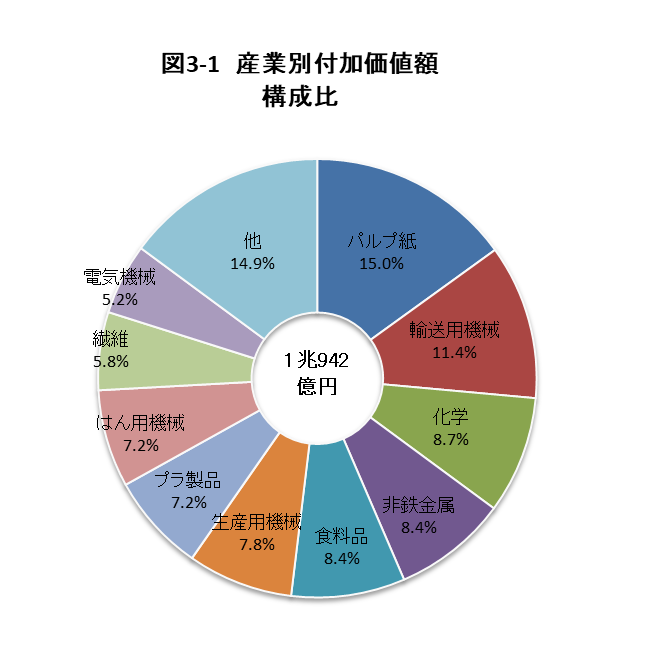 図3-1 産業別付加価値額
構成比
パルプ紙
15.0%
輸送用機械
11.4%
化学
8.7%
非鉄金属
8.4%
食料品
8.4%
生産用機械
7.8%
プラ製品
7.2%
はん用機械
7.2%
繊維
5.8%
電気機械
5.2%
他
14.9%
1兆942
億円